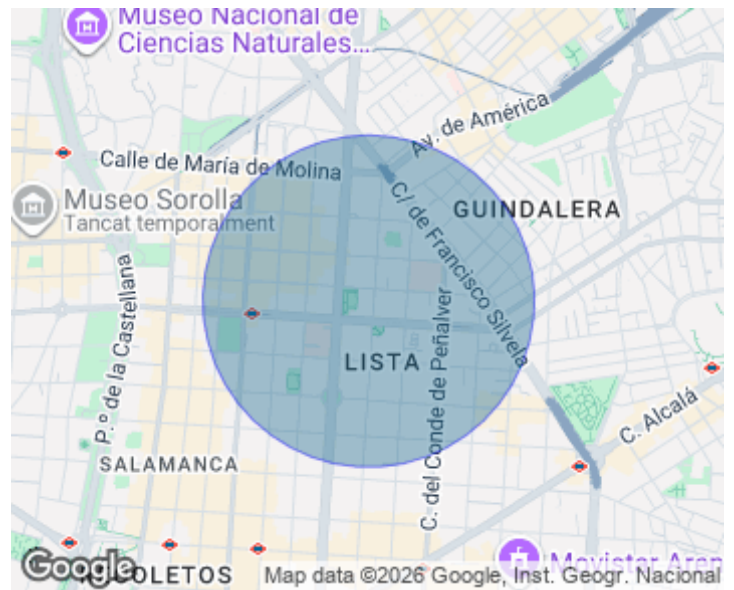 Museo Nacional de
Ciencias Naturales...
Av. de América
Calle de María de Molina
Museo Sorolla
Tancat temporalment
GUINDALERA
C/ de Francisco Silvela
P.º de la Castellana
C. del Conde de Peñalver
LISTA
C. Alcalá
SALAMANCA
Movistar Aren
Google
Map data ©2026 Google, Inst. Geogr. Nacional